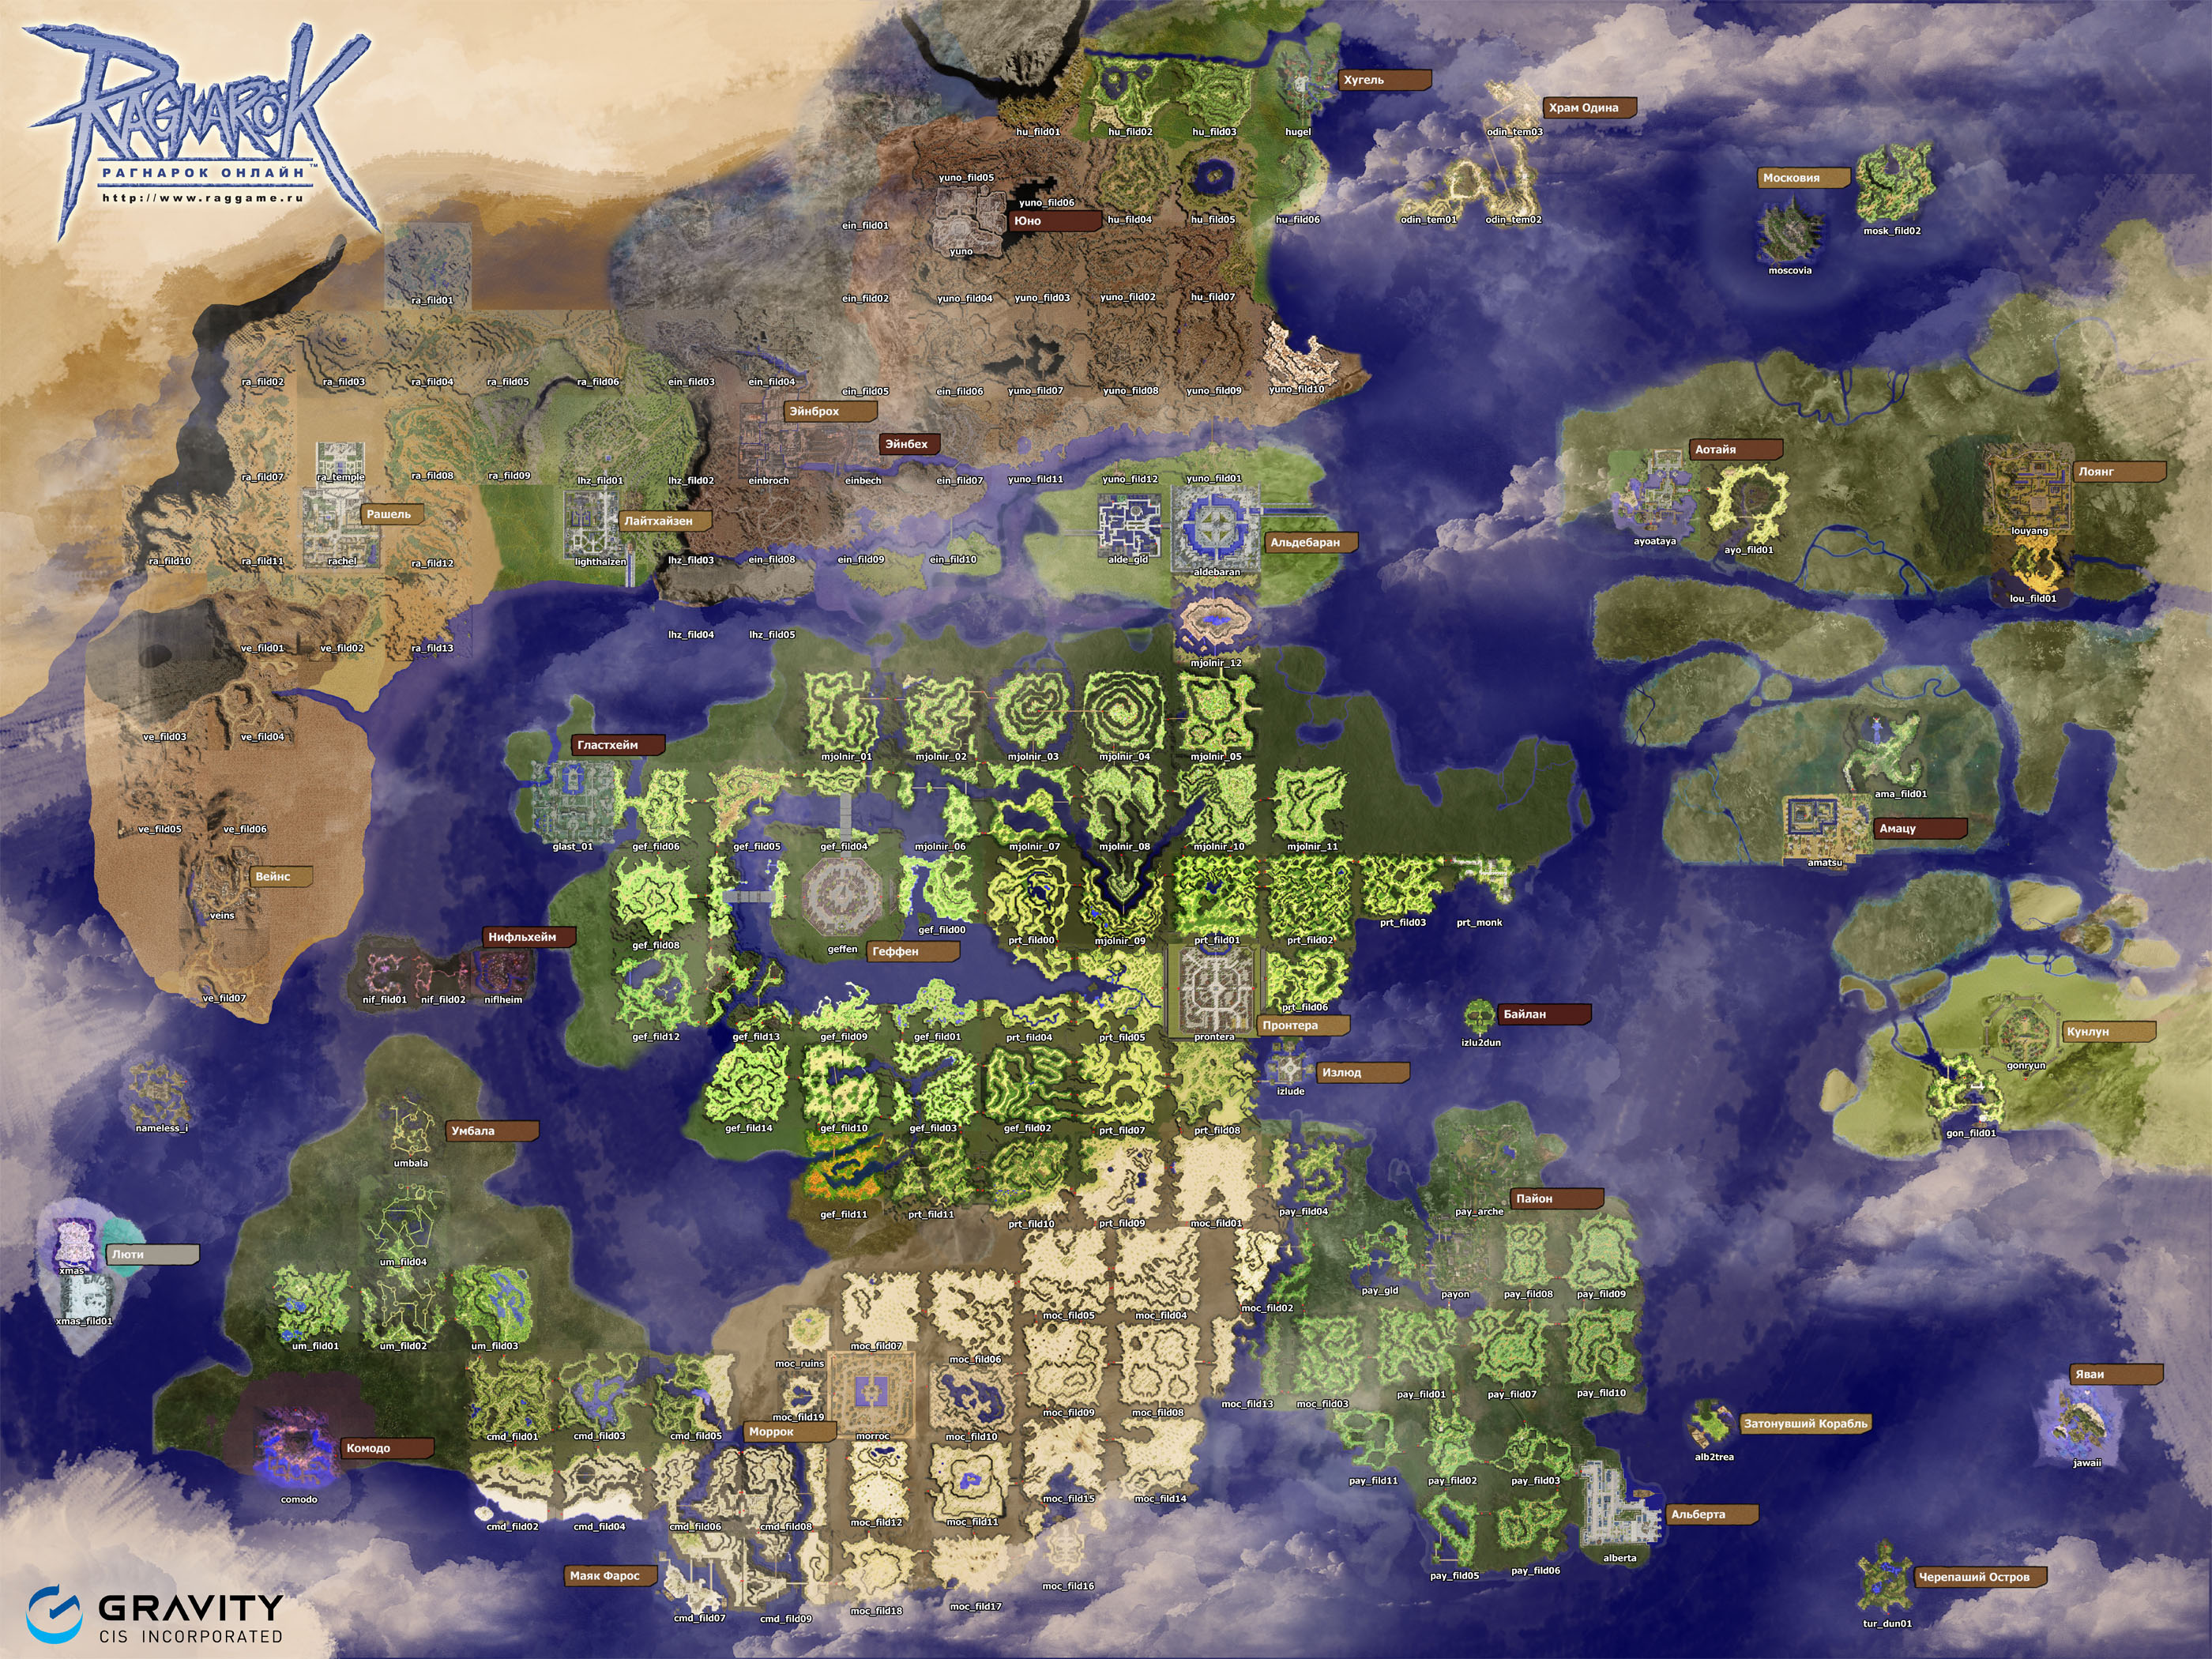 RAGNARÖK
РАГНАРОК ОНЛАЙН™
http://www.raggame.ru
Хугель
Храм Одина
hu_fild01
hu_fild02
hu_fild03
hugel
odin_tem03
Московия
yuno_fild05
yuno_fild06
Юно
ein_fild01
yuno
hu_fild04
hu_fild05
hu_fild06
odin_tem01
odin_tem02
mosk_fild02
moscovia
ra_fild01
ein_fild02
yuno_fild04
yuno_fild03
yuno_fild02
hu_fild07
ra_fild02
ra_fild03
ra_fild04
ra_fild05
ra_fild06
ein_fild03
ein_fild04
ein_fild05
ein_fild06
yuno_fild07
yuno_fild08
yuno_fild09
yuno_fild10
Эйнброх
Эйнбех
Аотайя
Лоянг
ra_fild07
ra_temple
ra_fild08
ra_fild09
lhz_fild01
lhz_fild02
einbroch
einbech
ein_fild07
yuno_fild11
yuno_fild12
yuno_fild01
Рашель
Лайтхайзен
Альдебаран
ayoataya
ayo_fild01
louyang
ra_fild10
ra_fild11
rachel
ra_fild12
lighthalzen
lhz_fild03
ein_fild08
ein_fild09
ein_fild10
alde_gld
aldebaran
lou_fild01
ve_fild01
ve_fild02
ra_fild13
lhz_fild04
lhz_fild05
mjolnir_12
ve_fild03
ve_fild04
Гластхейм
mjolnir_01
mjolnir_02
mjolnir_03
mjolnir_04
mjolnir_05
ama_fild01
Амацу
ve_fild05
ve_fild06
glast_01
gef_fild06
gef_fild05
gef_fild04
mjolnir_06
mjolnir_07
mjolnir_08
mjolnir_10
mjolnir_11
amatsu
Вейнс
veins
Нифльхейм
gef_fild08
geffen
Геффен
gef_fild00
prt_fild00
mjolnir_09
prt_fild01
prt_fild02
prt_fild03
prt_monk
ve_fild07
nif_fild01
nif_fild02
niflheim
prt_fild06
Байлан
Пронтера
Кунлун
gef_fild12
gef_fild13
gef_fild09
gef_fild01
prt_fild04
prt_fild05
prontera
izlu2dun
Излюд
gonryun
izlude
nameless_i
Умбала
gef_fild14
gef_fild10
gef_fild03
gef_fild02
prt_fild07
prt_fild08
gon_fild01
umbala
Пайон
gef_fild11
prt_fild11
prt_fild10
prt_fild09
moc_fild01
pay_fild04
pay_arche
Люти
xmas
um_fild04
xmas_fild01
pay_gld
payon
pay_fild08
pay_fild09
moc_fild02
um_fild01
um_fild02
um_fild03
moc_ruins
moc_fild07
moc_fild06
moc_fild05
moc_fild04
Яваи
pay_fild01
pay_fild07
pay_fild10
moc_fild19
moc_fild09
moc_fild08
moc_fild13
moc_fild03
Затонувший Корабль
cmd_fild01
cmd_fild03
cmd_fild05
Моррок
morroc
moc_fild10
Комодо
alb2trea
jawaii
comodo
pay_fild11
pay_fild02
pay_fild03
moc_fild15
moc_fild14
Альберта
cmd_fild02
cmd_fild04
cmd_fild06
cmd_fild08
moc_fild12
moc_fild11
alberta
Маяк Фарос
pay_fild05
pay_fild06
Черепаший Остров
moc_fild16
cmd_fild07
cmd_fild09
moc_fild18
moc_fild17
tur_dun01
GRAVITY
CIS INCORPORATED